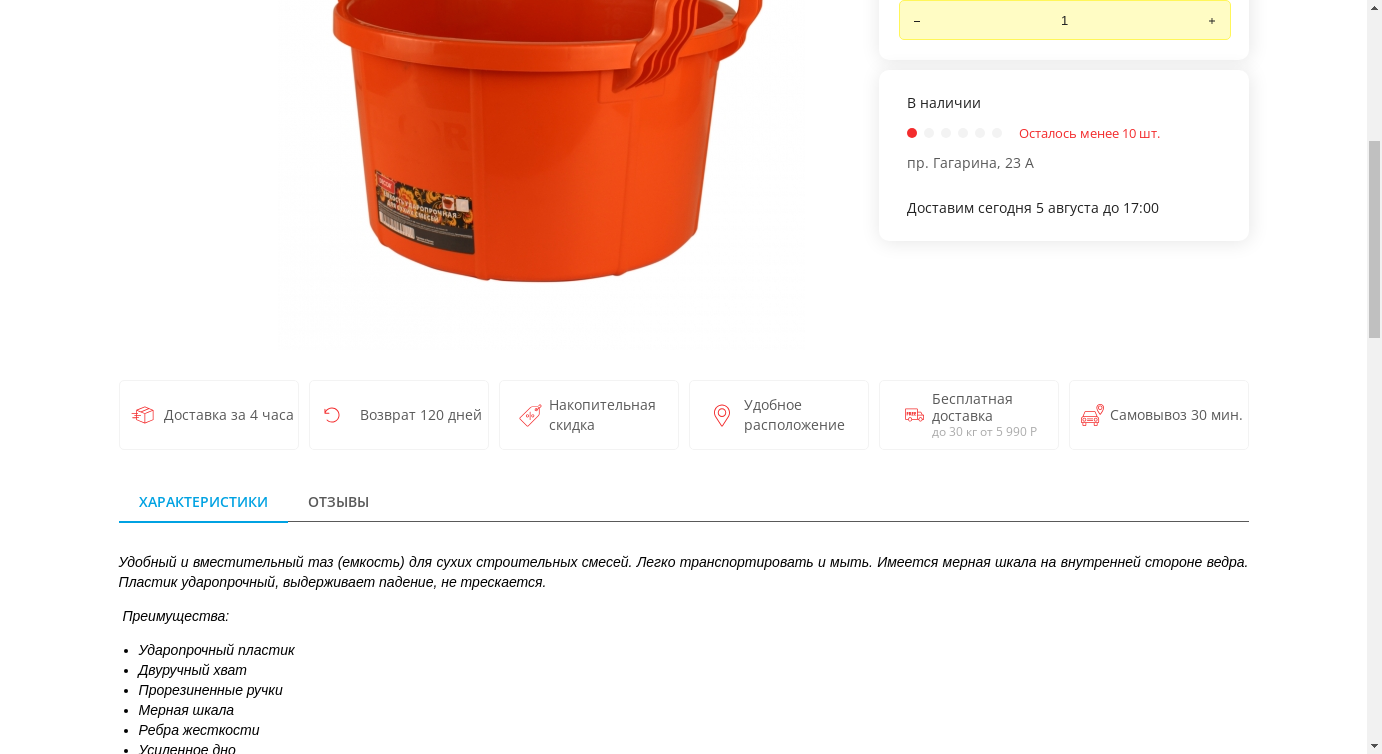 − 1 +
В наличии
Осталось менее 10 шт.
пр. Гагарина, 23 А
Доставим сегодня 5 августа до 17:00
Доставка за 4 часа
Возврат 120 дней
Накопительная
скидка
Удобное
расположение
Бесплатная
доставка
до 30 кг от 5 990 Р
Самовывоз 30 мин.
ХАРАКТЕРИСТИКИ ОТЗЫВЫ
Удобный и вместительный таз (емкость) для сухих строительных смесей. Легко транспортировать и мыть. Имеется мерная шкала на внутренней стороне ведра.
Пластик ударопрочный, выдерживает падение, не трескается.
Преимущества:
• Ударопрочный пластик
• Двуручный хват
• Прорезиненные ручки
• Мерная шкала
• Ребра жесткости
• Усиленное дно